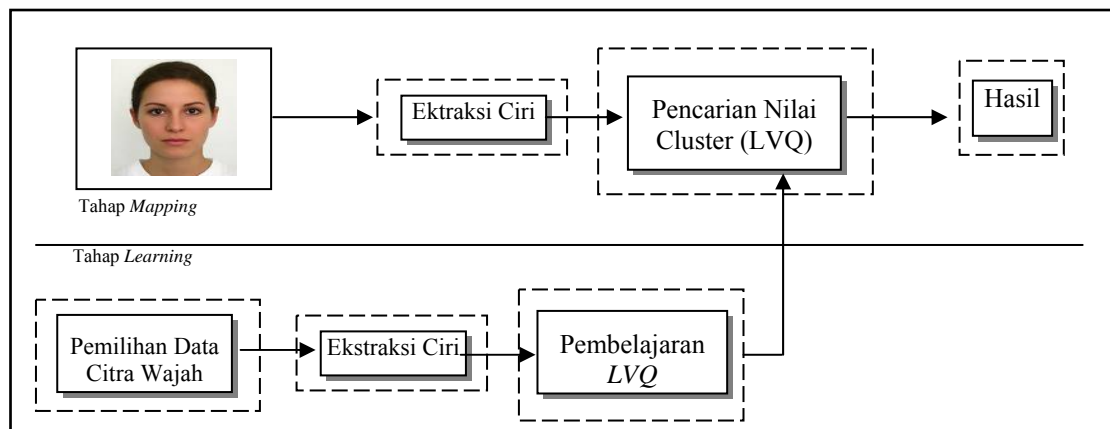 Ektraksi Ciri
Pencarian Nilai
Cluster (LVQ)
Hasil
Tahap Mapping
Tahap Learning
Pemilihan Data
Citra Wajah
Ekstraksi Ciri
Pembelajaran
LVQ